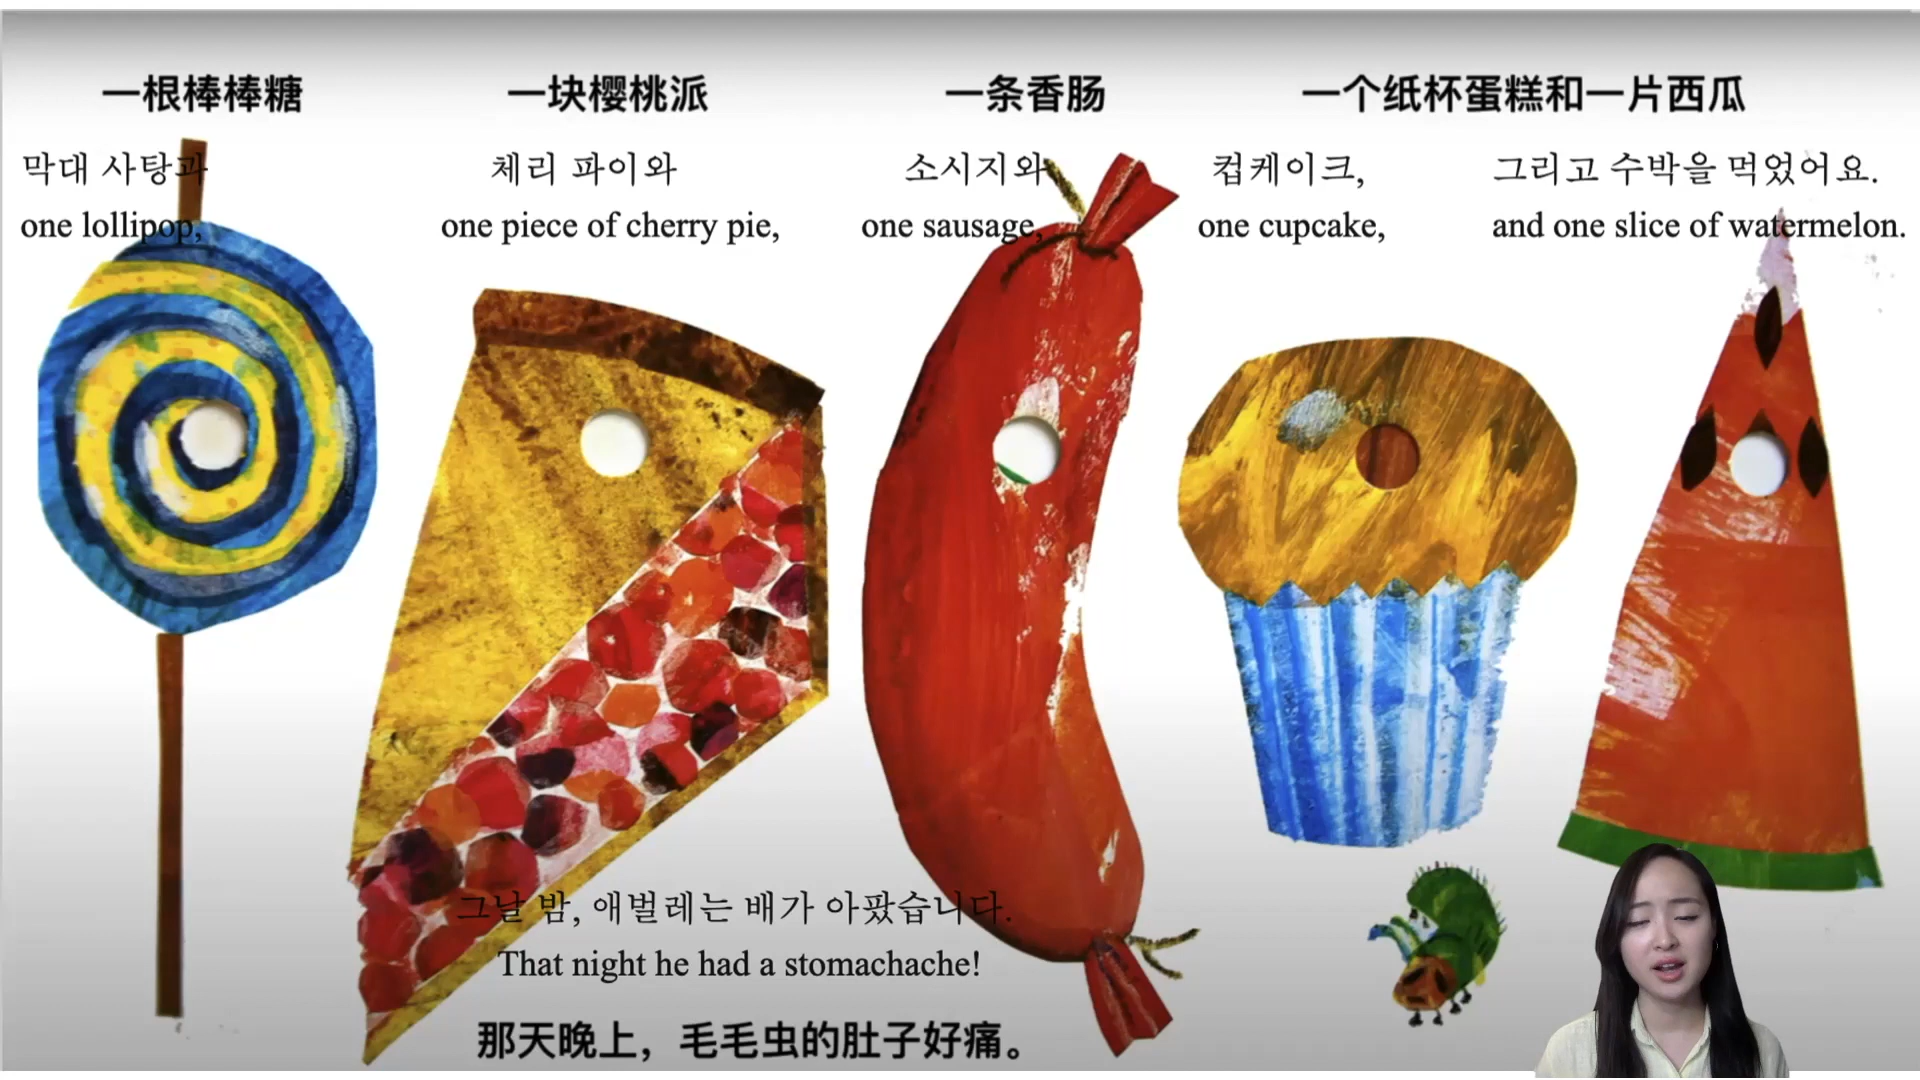 一根棒棒糖
一块樱桃派
一条香肠
一个纸杯蛋糕和一片西瓜
막대 사탕과
체리 파이와
소시지와
컵케이크,
그리고 수박을 먹었어요.
one lollipop,
one piece of cherry pie,
one sausage,
one cupcake,
and one slice of watermelon.
그날 밤, 애벌레는 배가 아팠습니다.
That night he had a stomachache!
那天晚上，毛毛虫的肚子好痛。